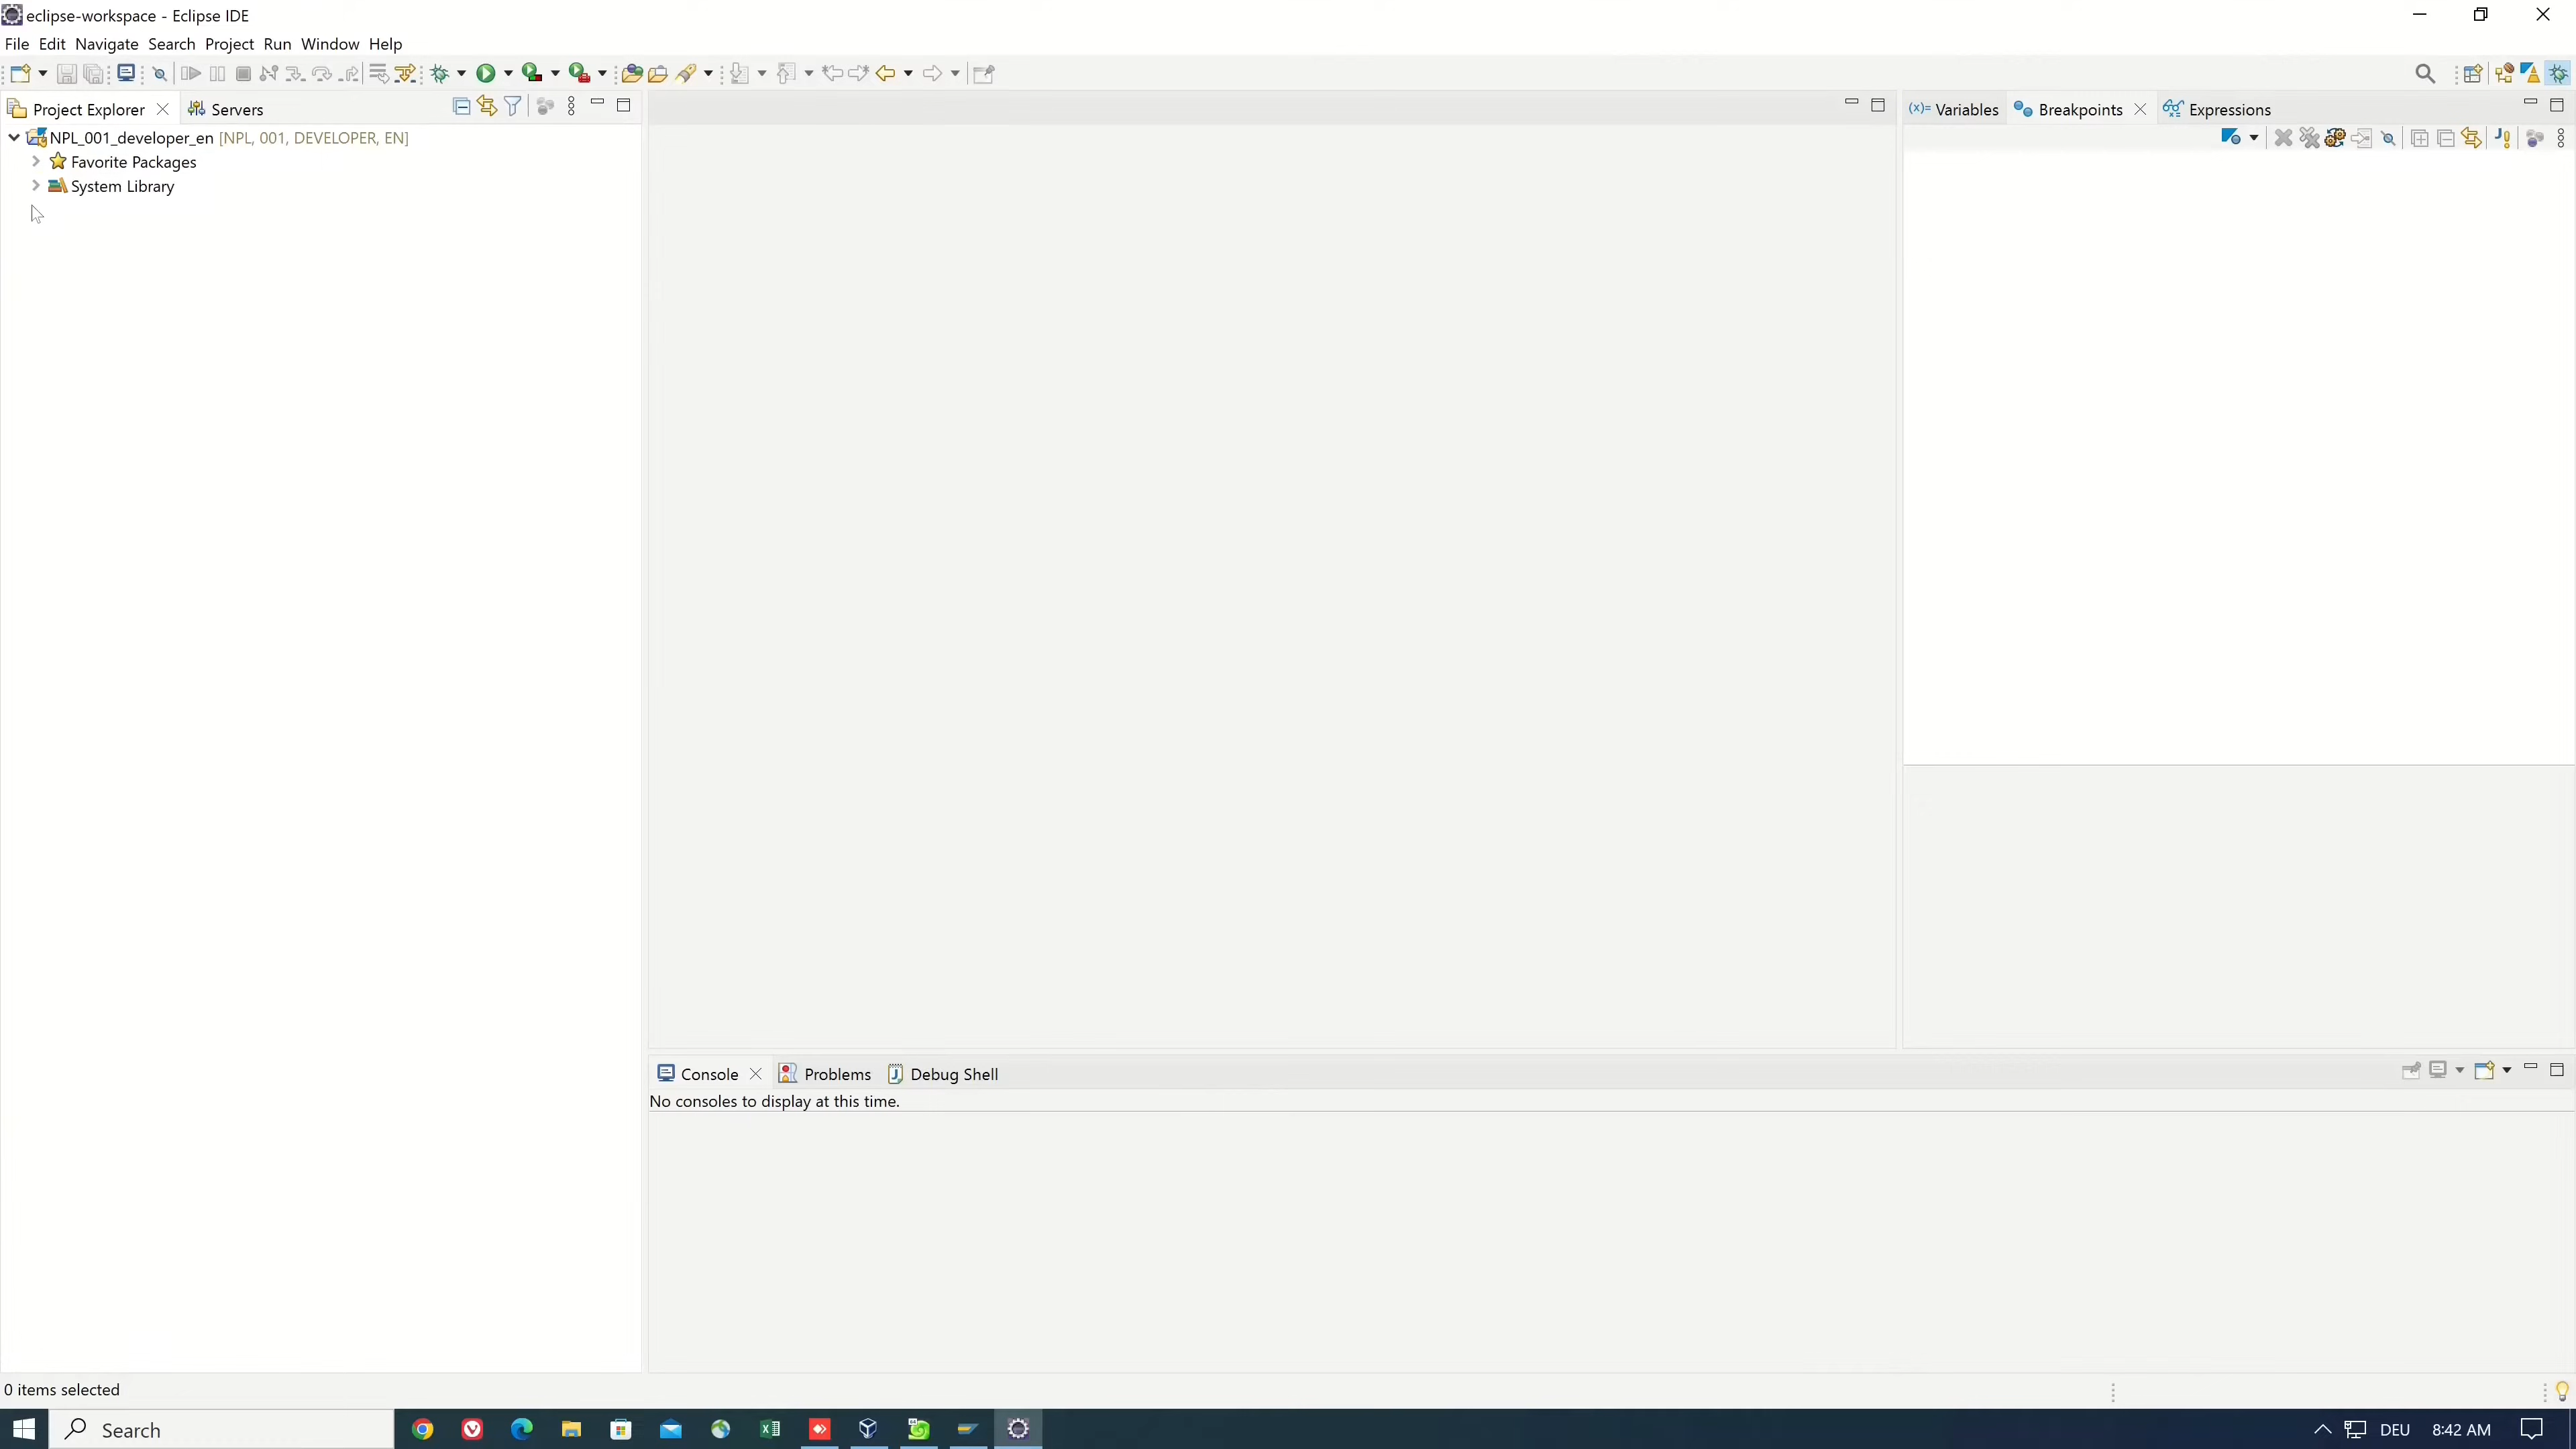 eclipse-workspace - Eclipse IDE
File Edit Navigate Search Project Run Window Help
Project Explorer Servers
NPL_001_developer_en [NPL, 001, DEVELOPER, EN]
Favorite Packages
System Library
(x)= Variables Breakpoints Expressions
Console Problems Debug Shell
No consoles to display at this time.
0 items selected
Search
DEU 8:42 AM